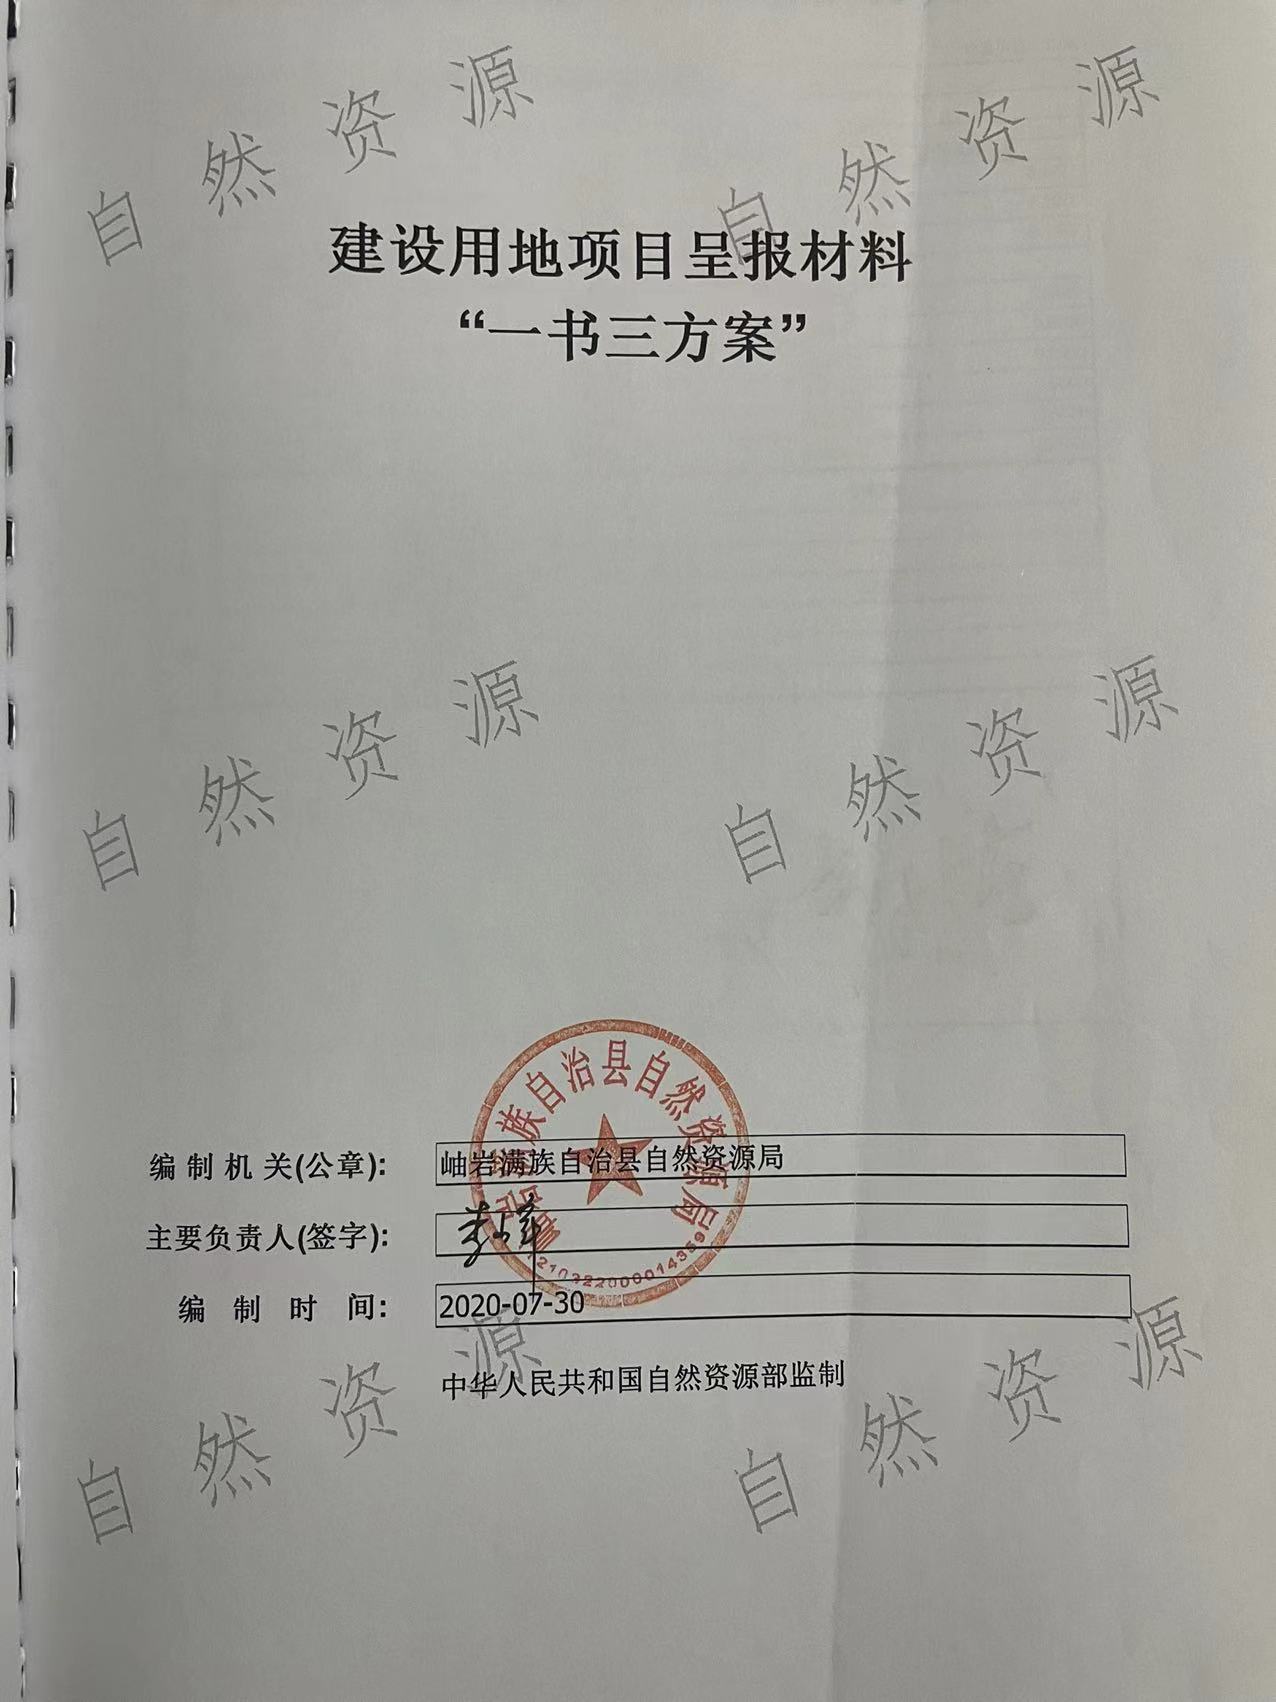 建设用地项目呈报材料
“一书三方案”
编制机关(公章): 岫岩满族自治县自然资源局
主要负责人(签字): 李
编制时间: 2020-07-30
中华人民共和国自然资源部监制
岫岩满族自治县自然资源局
自然资源
自然资源
自然资源
自然资源
自然资源
自然资源